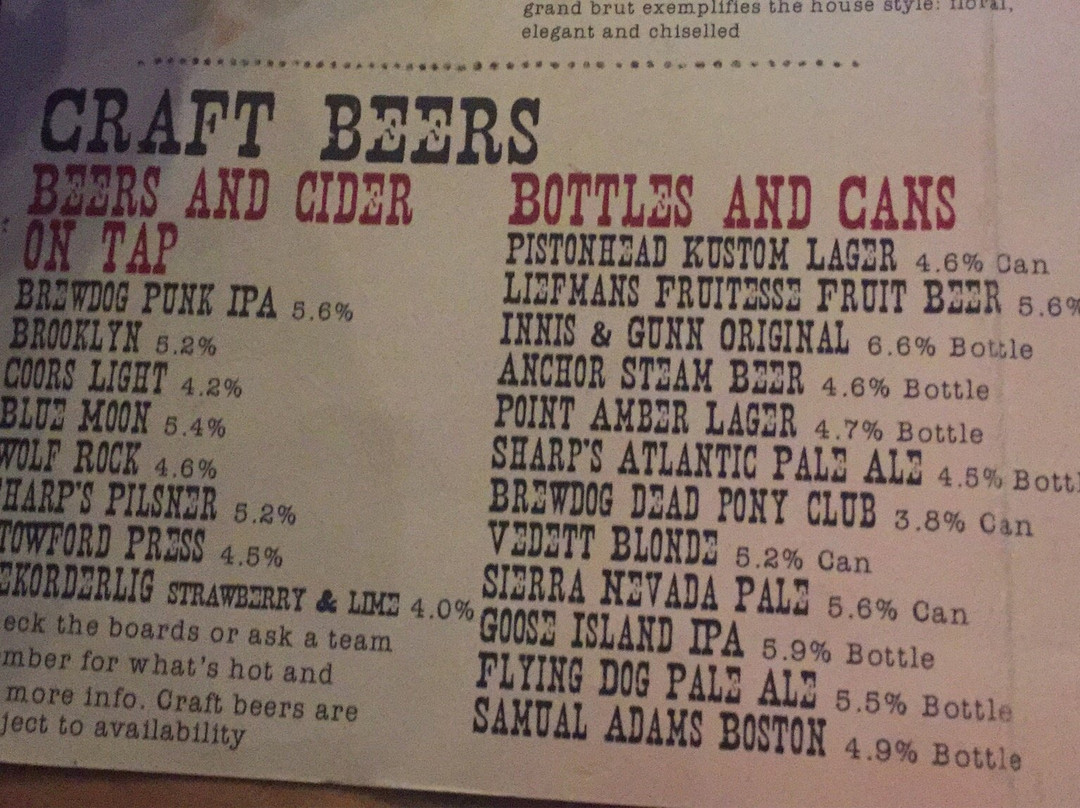 grand brut exemplifies the house style: floral,
elegant and chiselled
CRAFT BEERS
BEERS AND CIDER
ON TAP
BREWDOG PUNK IPA 5.6%
BROOKLYN 5.2%
COORS LIGHT 4.2%
BLUE MOON 5.4%
WOLF ROCK 4.6%
HARP'S PILSNER 5.2%
TOWFORD PRESS 4.5%
EKORDERLIG STRAWBERRY & LIME 4.0%
eck the boards or ask a team
mber for what's hot and
more info. Craft beers are
ject to availability
BOTTLES AND CANS
PISTONHEAD KUSTOM LAGER 4.6% Can
LIEFMANS FRUITESSE FRUIT BEER 5.6%
INNIS & GUNN ORIGINAL 6.6% Bottle
ANCHOR STEAM BEER 4.6% Bottle
POINT AMBER LAGER 4.7% Bottle
SHARP'S ATLANTIC PALE ALE 4.5% Bottl
BREWDOG DEAD PONY CLUB 3.8% Can
VEDETT BLONDE 5.2% Can
SIERRA NEVADA PALE 5.6% Can
GOOSE ISLAND IPA 5.9% Bottle
FLYING DOG PALE ALE 5.5% Bottle
SAMUAL ADAMS BOSTON 4.9% Bottle